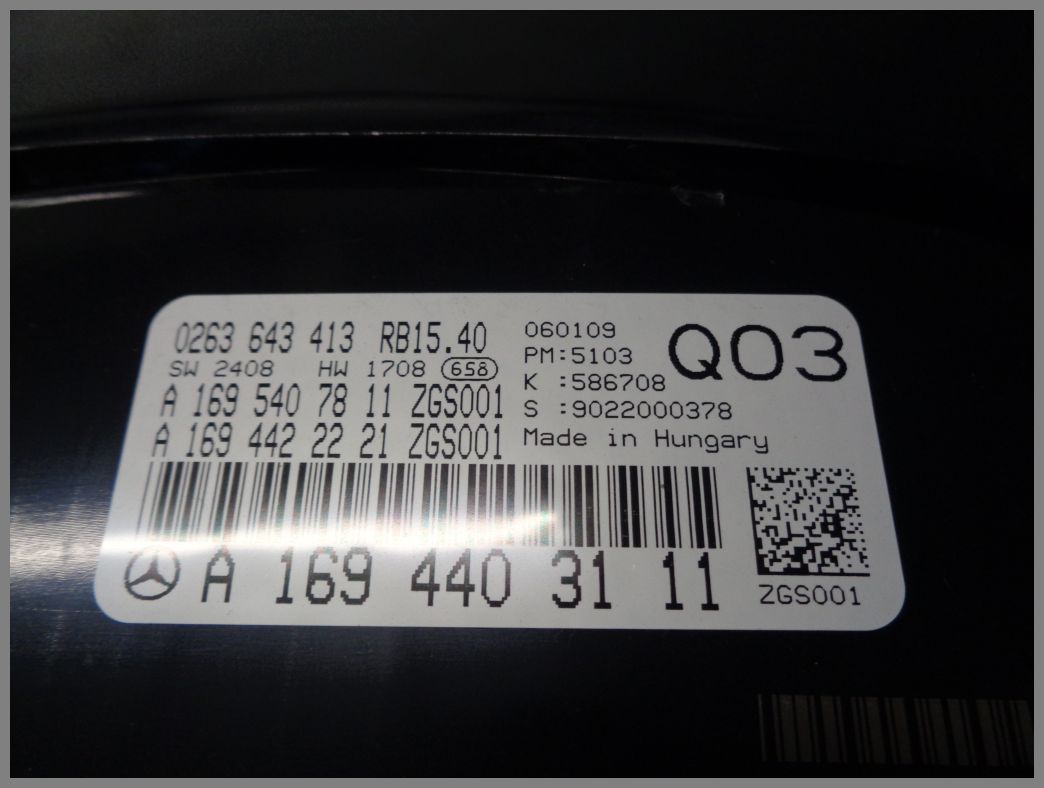 0263 643 413 RB15.40
SW 2408 HW 1708 658
A 169 540 78 11 ZGS001
A 169 442 22 21 ZGS001
060109
PM:5103
K :586708
S :9022000378
Made in Hungary
Q03
A 169 440 31 11
ZGS001